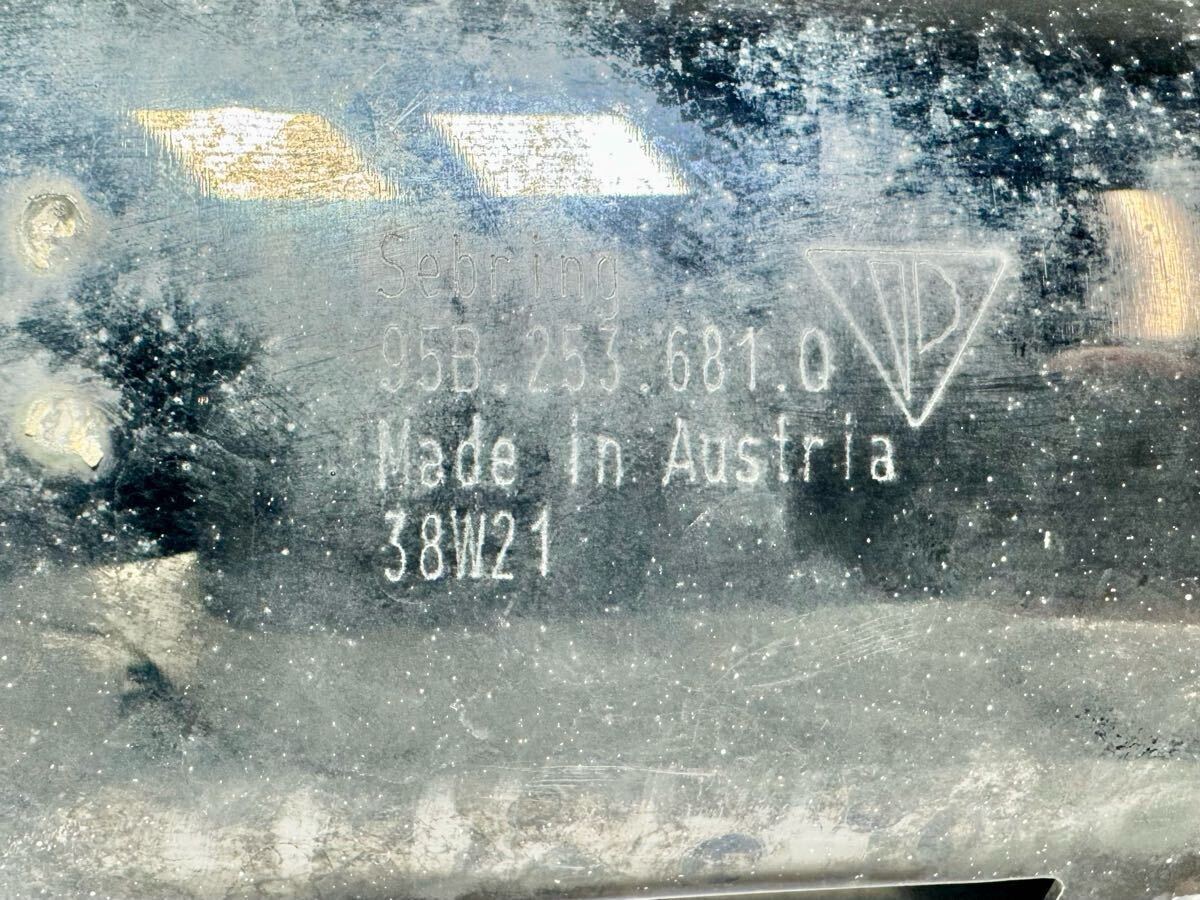 Sebring
95B.253.681.Q
Made in Austria
38W21